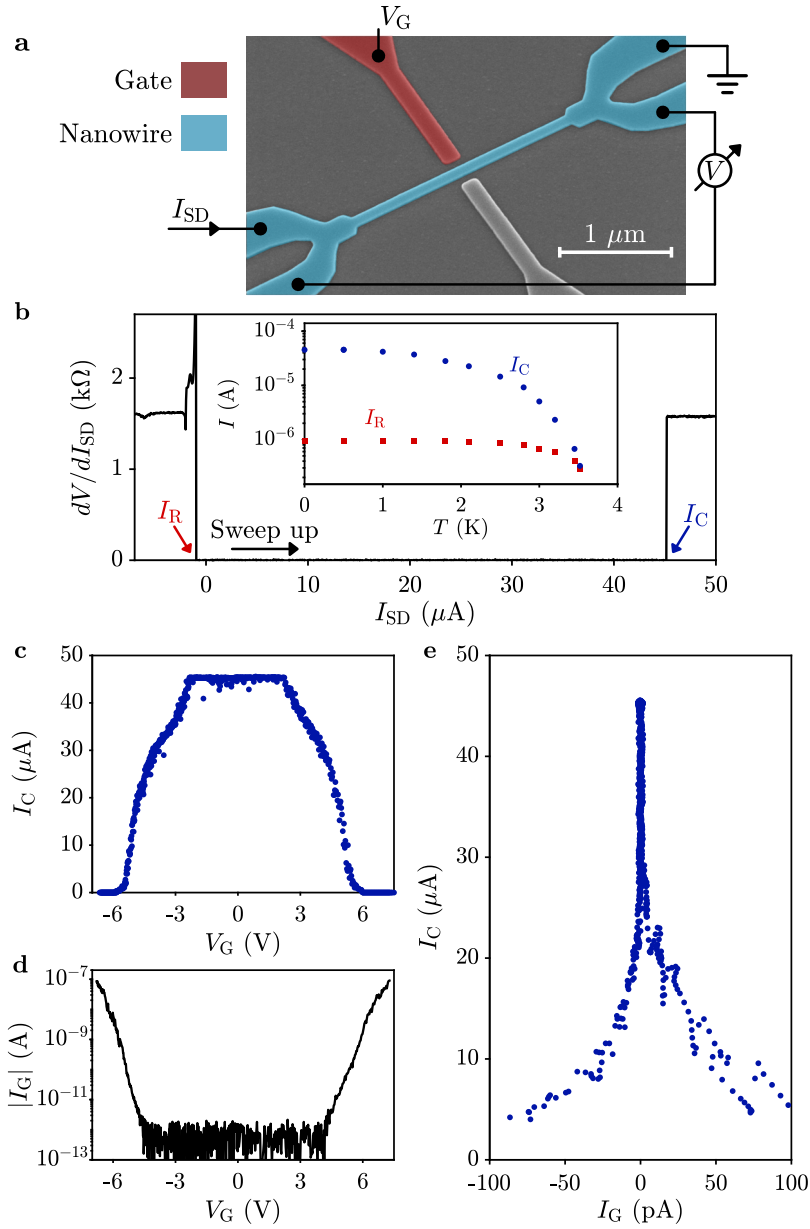 a
V_G
Gate
Nanowire
I_SD
V
1 μm
b
dV/dI_SD (kΩ)
2
1
0
I_R
Sweep up
I_C
0
10
20
30
40
50
I_SD (μA)
I (A)
10^-4
10^-5
10^-6
I_C
I_R
0
1
2
3
4
T (K)
c
I_C (μA)
50
40
30
20
10
0
-6
-3
0
3
6
V_G (V)
d
|I_G| (A)
10^-7
10^-9
10^-11
10^-13
-6
-3
0
3
6
V_G (V)
e
I_C (μA)
50
40
30
20
10
0
-100
-50
0
50
100
I_G (pA)